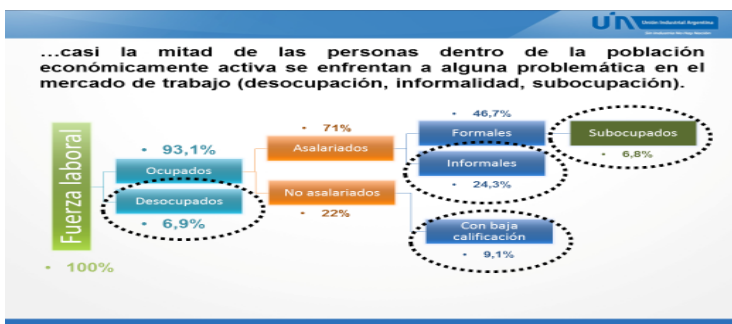 UIA Unión Industrial Argentina
...casi la mitad de las personas dentro de la población
económicamente activa se enfrentan a alguna problemática en el
mercado de trabajo (desocupación, informalidad, subocupación).
Fuerza laboral
• 100%
• 93,1%
Ocupados
Desocupados
• 6,9%
• 71%
Asalariados
No asalariados
• 22%
• 46,7%
Formales
Informales
• 24,3%
Con baja
calificación
• 9,1%
Subocupados
• 6,8%